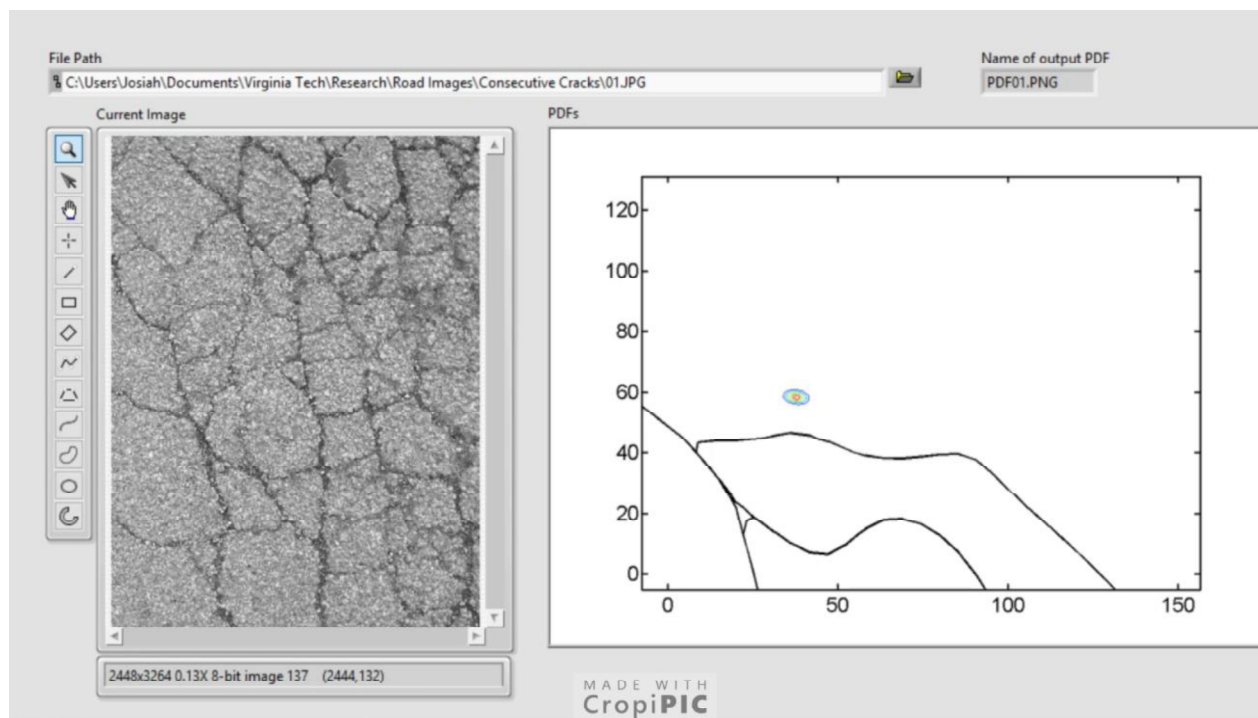 File Path
C:\Users\Josiah\Documents\Virginia Tech\Research\Road Images\Consecutive Cracks\01.JPG
Name of output PDF
PDF01.PNG
Current Image
PDFs
120
100
80
60
40
20
0
0 50 100 150
2448x3264 0.13X 8-bit image 137 (2444,132)
MADE WITH
CropiPIC